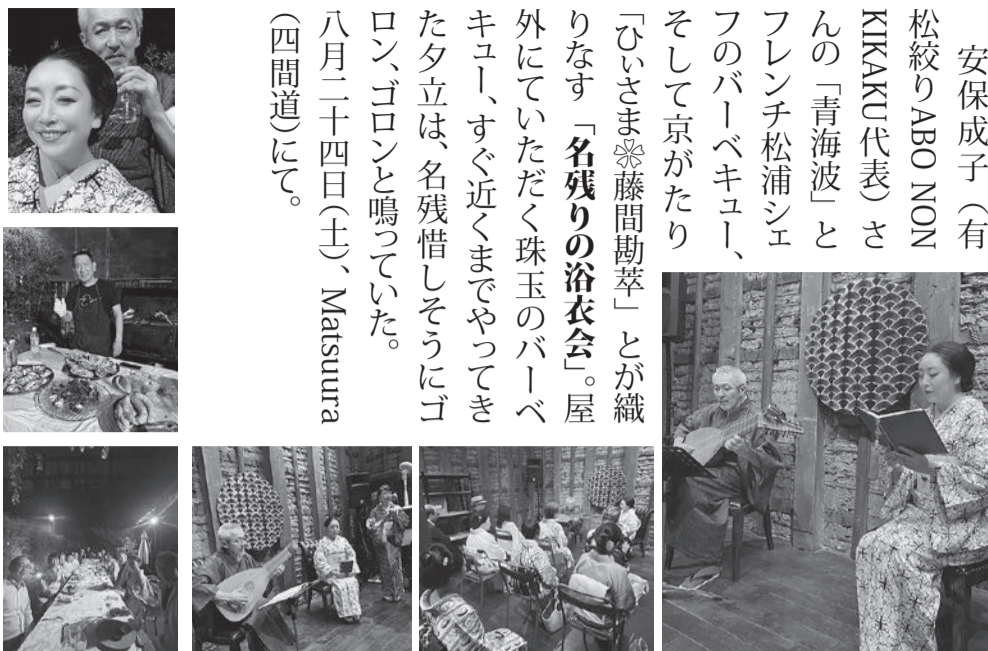 安保成子（有
松絞りABO NON
KIKAKU代表）さ
んの「青海波」と
フレンチ松浦シェ
フのバーベキュー、
そして京がたり
「ひぃさま❀藤間勘萃」とが織
りなす「名残りの浴衣会」。屋
外にていただく珠玉のバーベ
キュー、すぐ近くまでやってき
た夕立は、名残惜しそうにゴ
ロン、ゴロンと鳴っていた。
八月二十四日（土）、Matsuura
（四間道）にて。